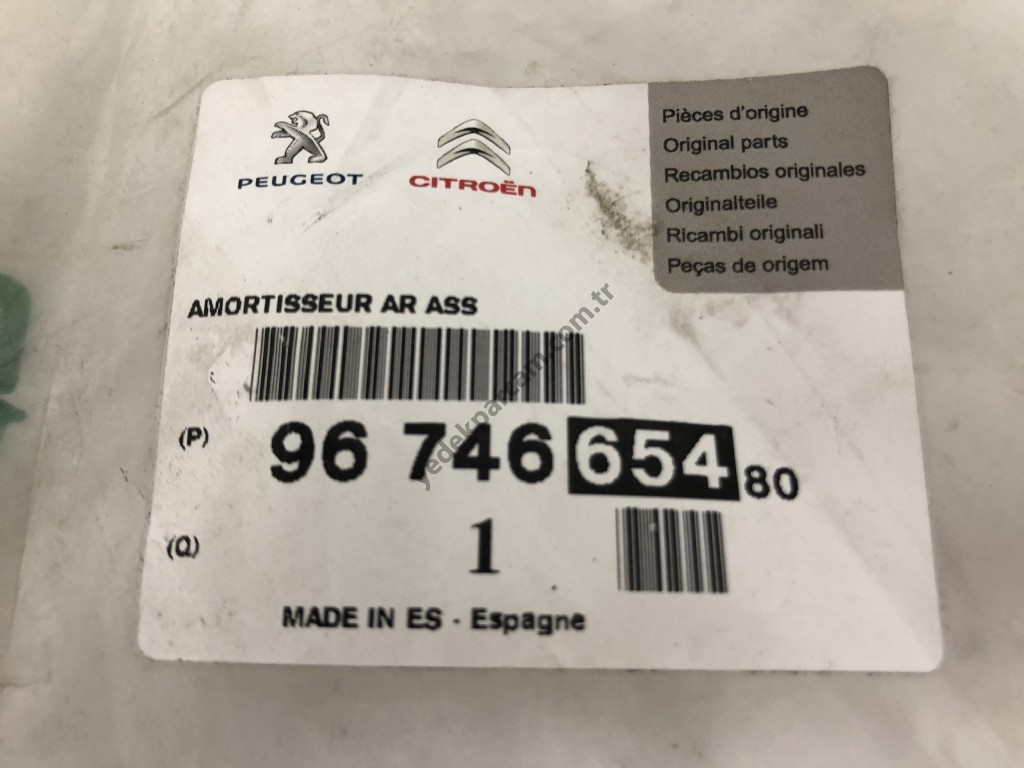 PEUGEOT
CITROËN
Pièces d'origine
Original parts
Recambios originales
Originalteile
Ricambi originali
Peças de origem
AMORTISSEUR AR ASS
(P) 96 746 654 80
(Q) 1
MADE IN ES - Espagne
yedekparcam.com.tr